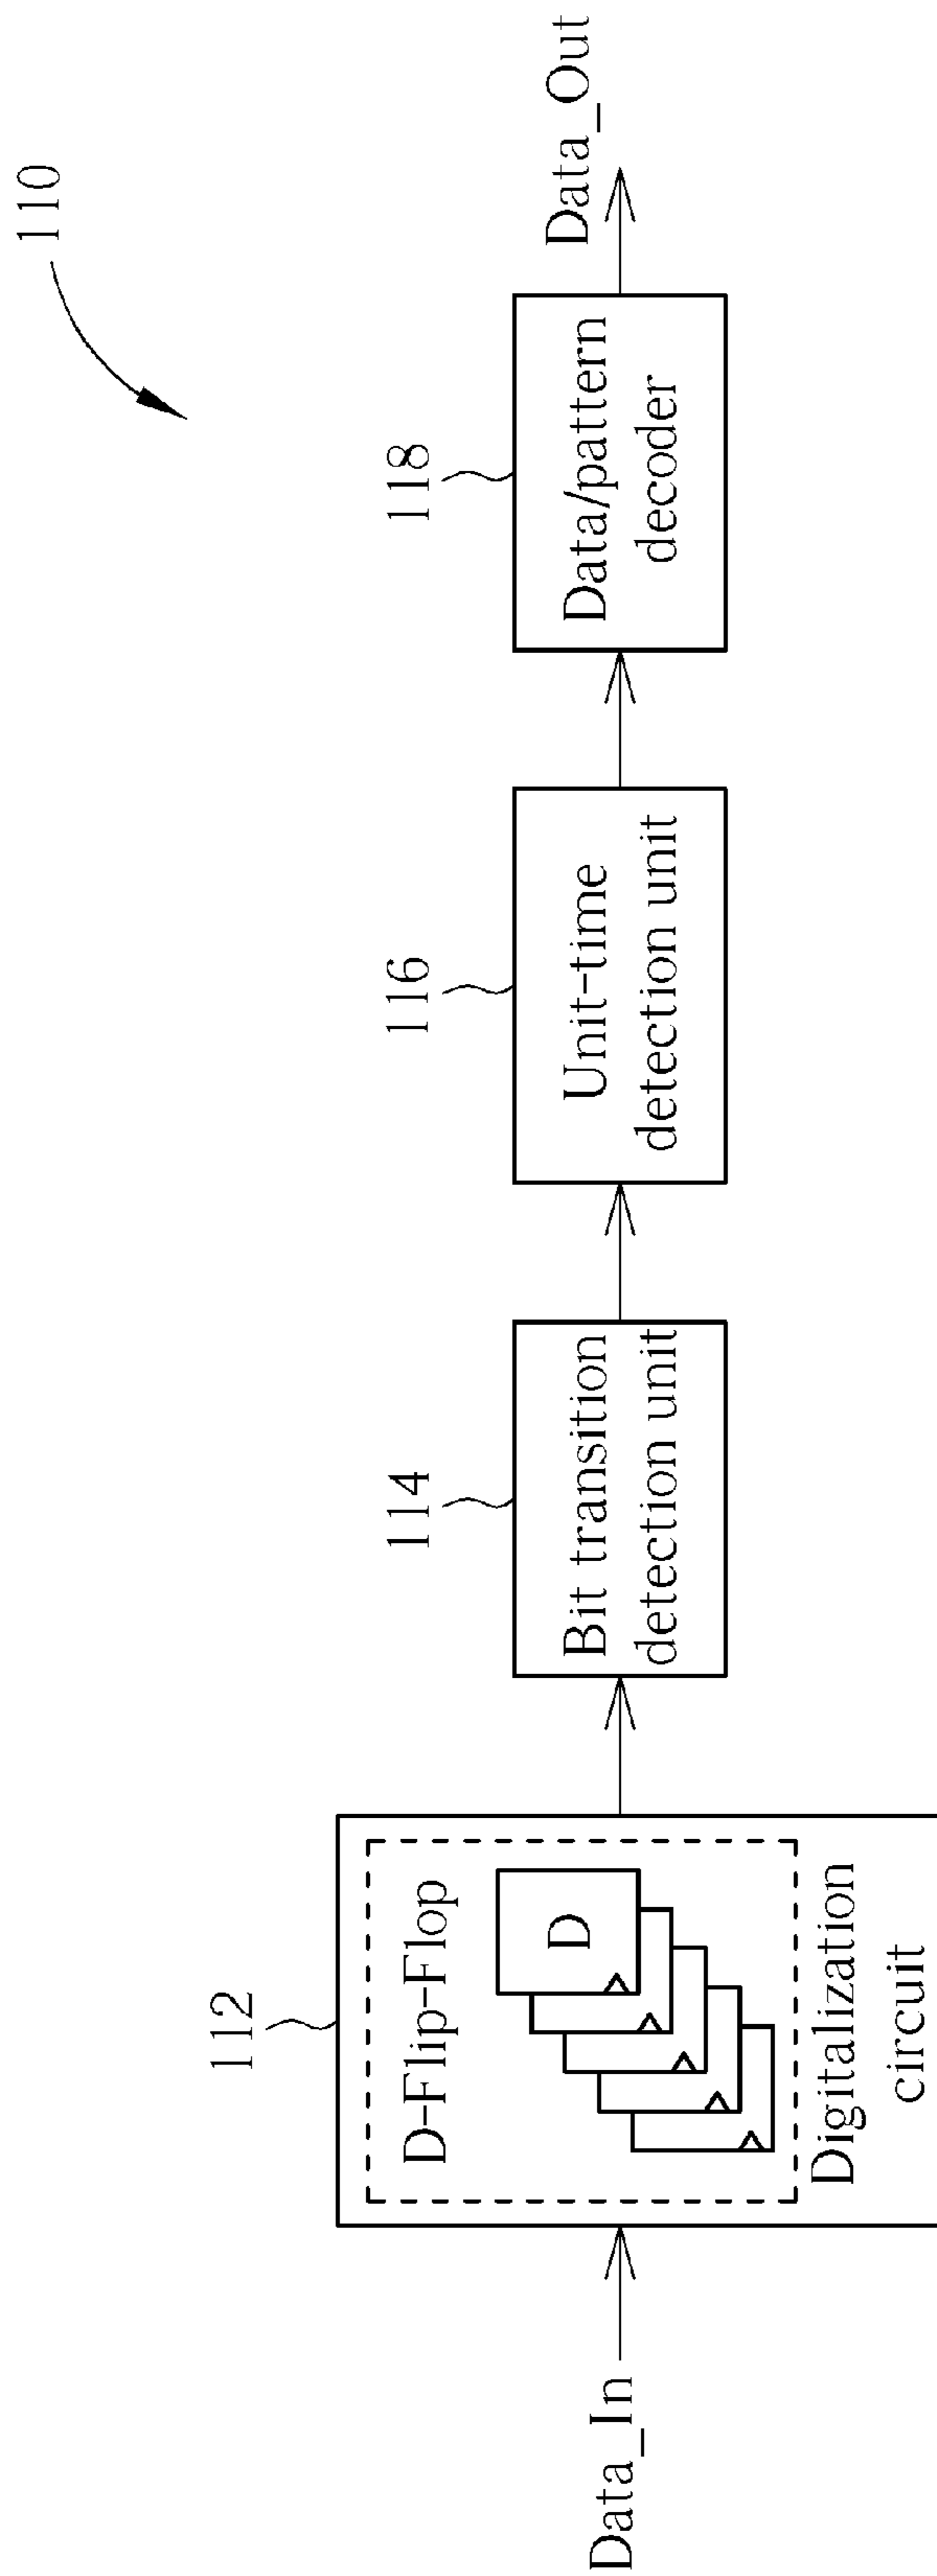 110
Data_In
112
D-Flip-Flop
D
Digitalization
circuit
114
Bit transition
detection unit
116
Unit-time
detection unit
118
Data/pattern
decoder
Data_Out